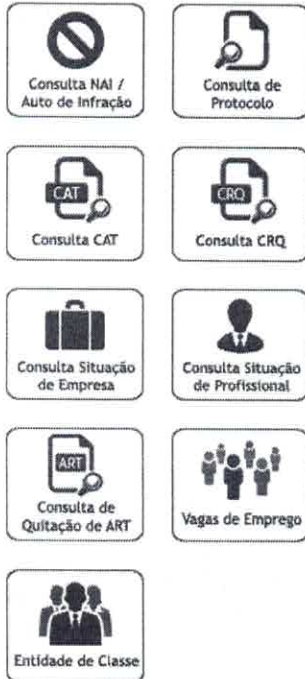 Consulta NAI /
Auto de Infração
Consulta de
Protocolo
CAT
Consulta CAT
CRQ
Consulta CRQ
Consulta Situação
de Empresa
Consulta Situação
de Profissional
ART
Consulta de
Quitação de ART
Vagas de Emprego
Entidade de Classe